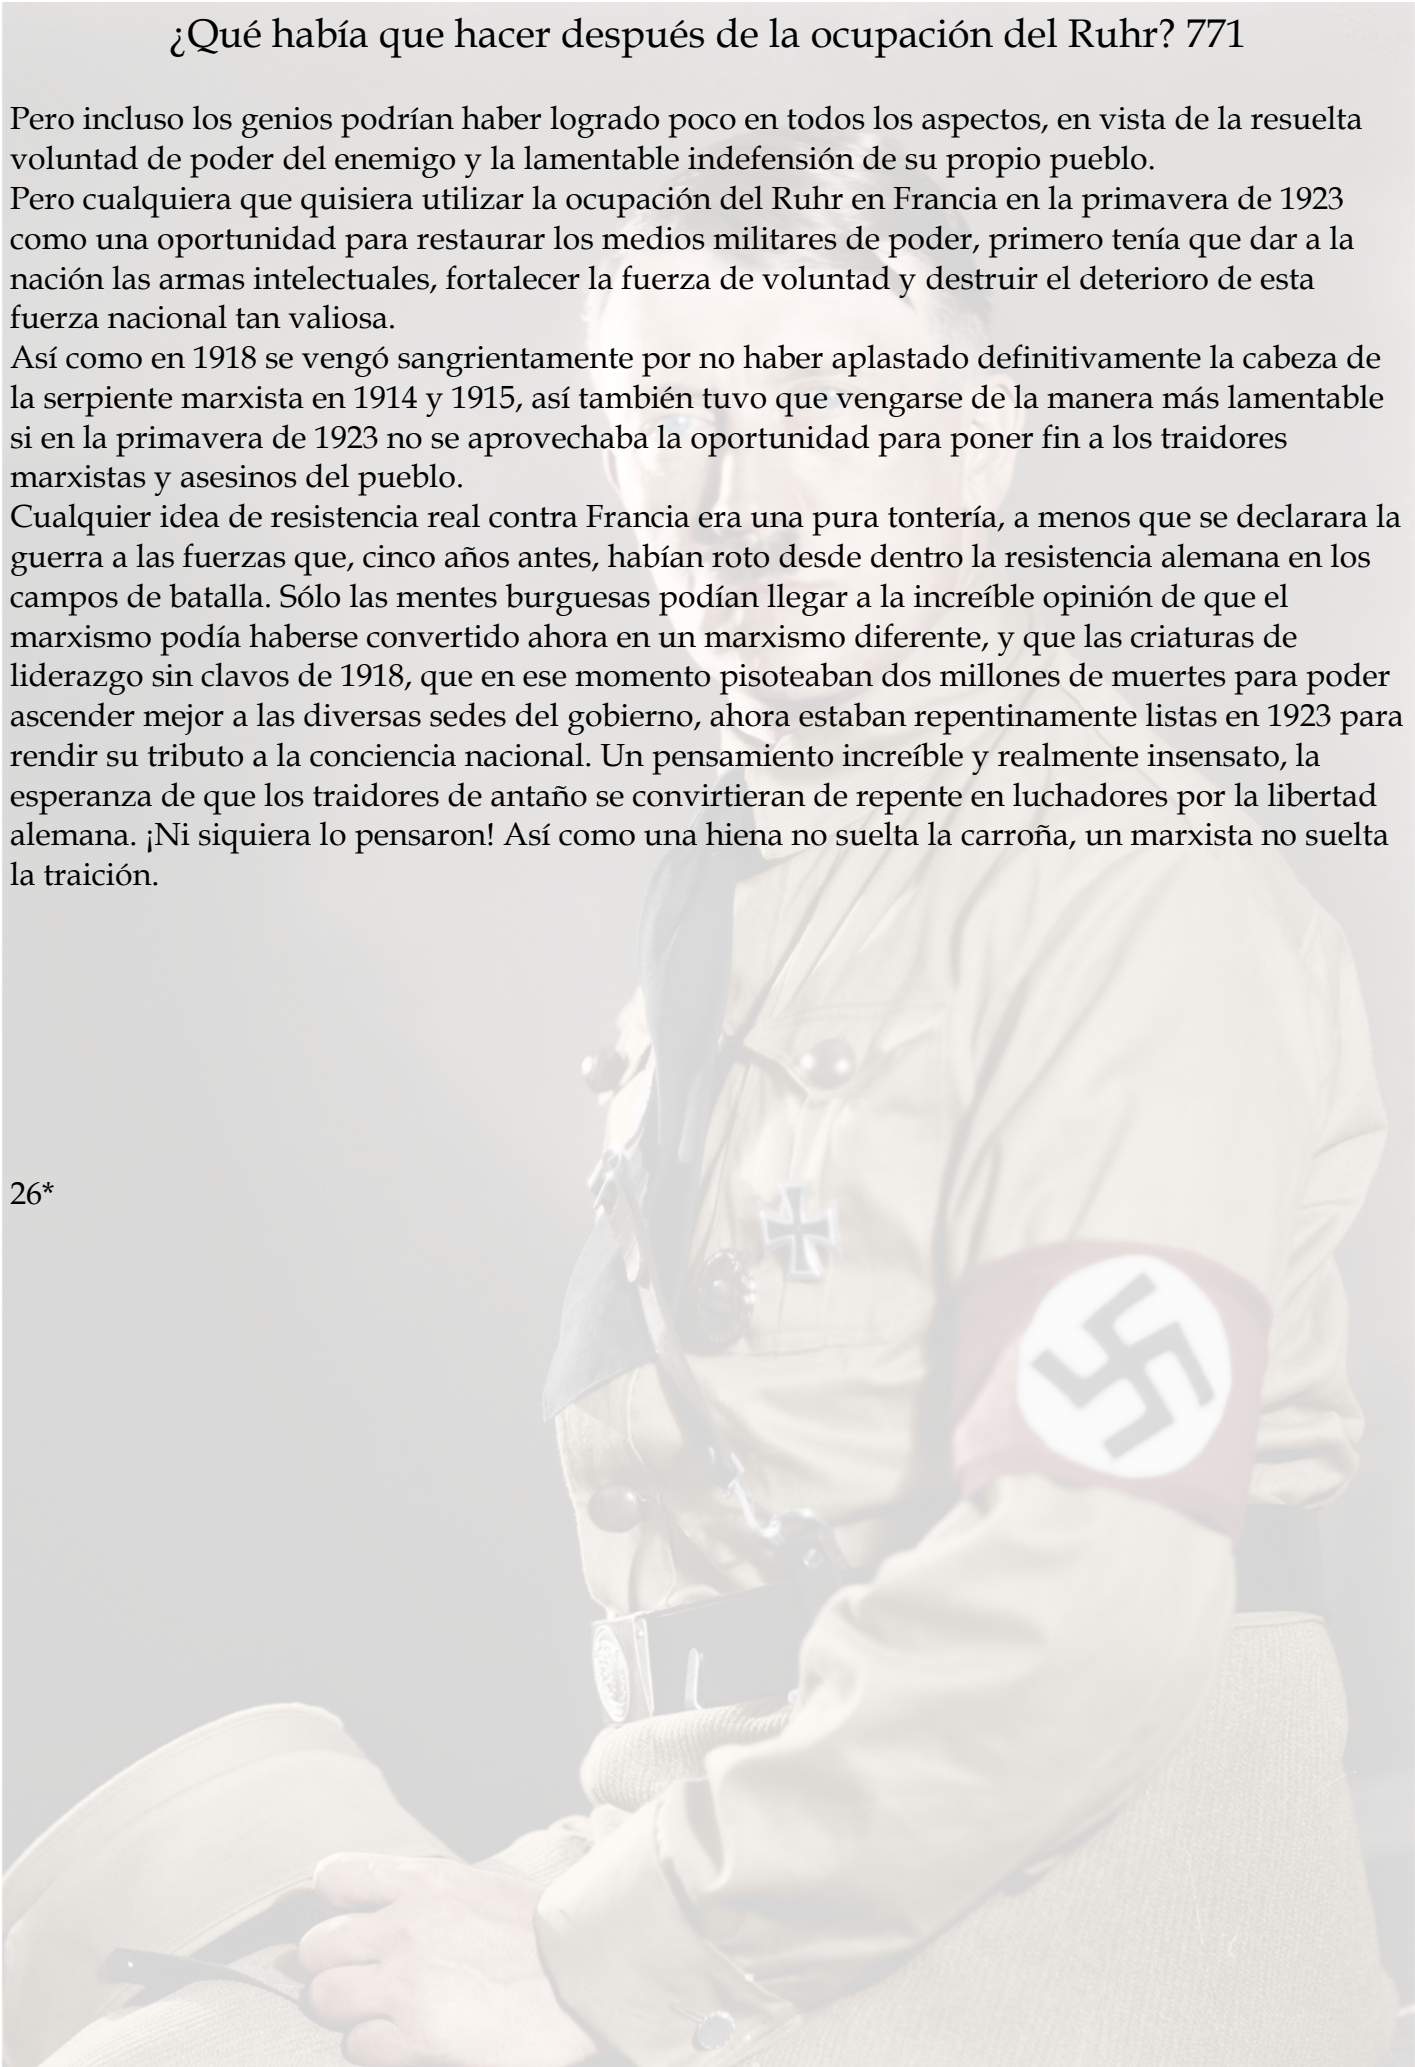 ¿Qué había que hacer después de la ocupación del Ruhr? 771
Pero incluso los genios podrían haber logrado poco en todos los aspectos, en vista de la resuelta
voluntad de poder del enemigo y la lamentable indefensión de su propio pueblo.
Pero cualquiera que quisiera utilizar la ocupación del Ruhr en Francia en la primavera de 1923
como una oportunidad para restaurar los medios militares de poder, primero tenía que dar a la
nación las armas intelectuales, fortalecer la fuerza de voluntad y destruir el deterioro de esta
fuerza nacional tan valiosa.
Así como en 1918 se vengó sangrientamente por no haber aplastado definitivamente la cabeza de
la serpiente marxista en 1914 y 1915, así también tuvo que vengarse de la manera más lamentable
si en la primavera de 1923 no se aprovechaba la oportunidad para poner fin a los traidores
marxistas y asesinos del pueblo.
Cualquier idea de resistencia real contra Francia era una pura tontería, a menos que se declarara la
guerra a las fuerzas que, cinco años antes, habían roto desde dentro la resistencia alemana en los
campos de batalla. Sólo las mentes burguesas podían llegar a la increíble opinión de que el
marxismo podía haberse convertido ahora en un marxismo diferente, y que las criaturas de
liderazgo sin clavos de 1918, que en ese momento pisoteaban dos millones de muertes para poder
ascender mejor a las diversas sedes del gobierno, ahora estaban repentinamente listas en 1923 para
rendir su tributo a la conciencia nacional. Un pensamiento increíble y realmente insensato, la
esperanza de que los traidores de antaño se convirtieran de repente en luchadores por la libertad
alemana. ¡Ni siquiera lo pensaron! Así como una hiena no suelta la carroña, un marxista no suelta
la traición.
26*